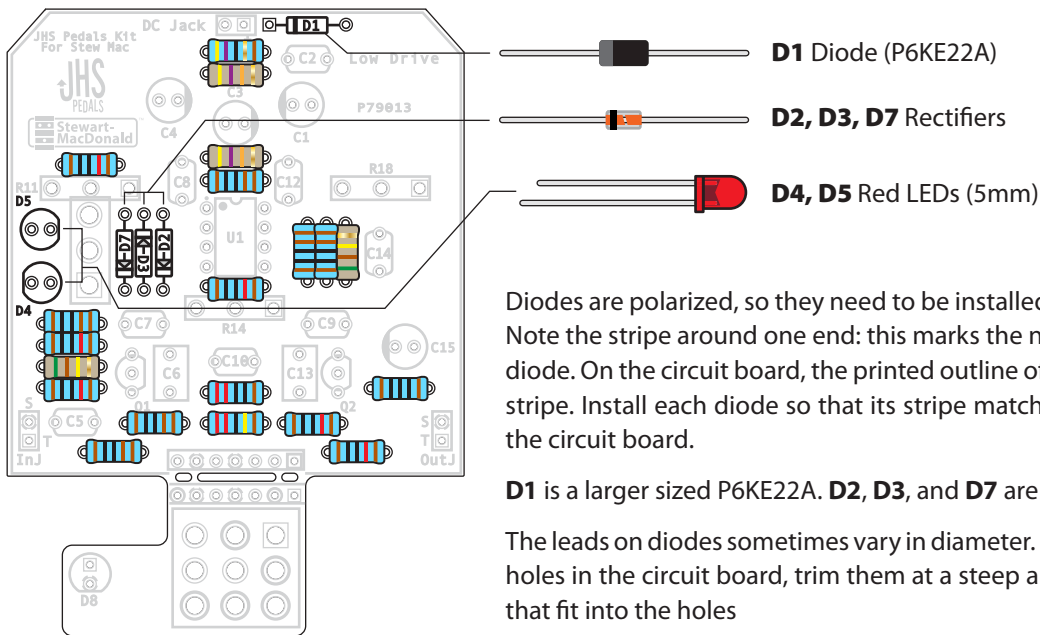 JHS Pedals Kit
For Stew Mac
JHS
PEDALS
Stewart-
MacDonald
DC Jack
D1
C2
Low Drive
C3
C4
C1
P79013
R11
C8
C12
R18
D5
D7
D3
D2
U1
C14
D4
R14
C7
C9
C15
C6
C10
C13
Q1
Q2
S
C5
T
InJ
S
T
OutJ
D8
D1 Diode (P6KE22A)
D2, D3, D7 Rectifiers
D4, D5 Red LEDs (5mm)
Diodes are polarized, so they need to be installed
Note the stripe around one end: this marks the n
diode. On the circuit board, the printed outline of
stripe. Install each diode so that its stripe match
the circuit board.
D1 is a larger sized P6KE22A. D2, D3, and D7 are
The leads on diodes sometimes vary in diameter.
holes in the circuit board, trim them at a steep a
that fit into the holes